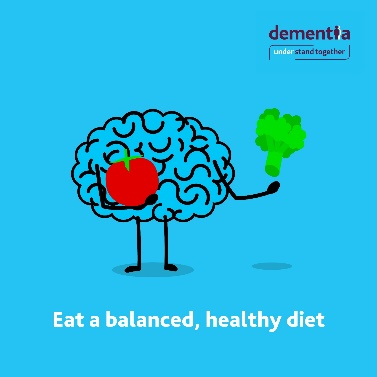 dementia
understand together
Eat a balanced, healthy diet